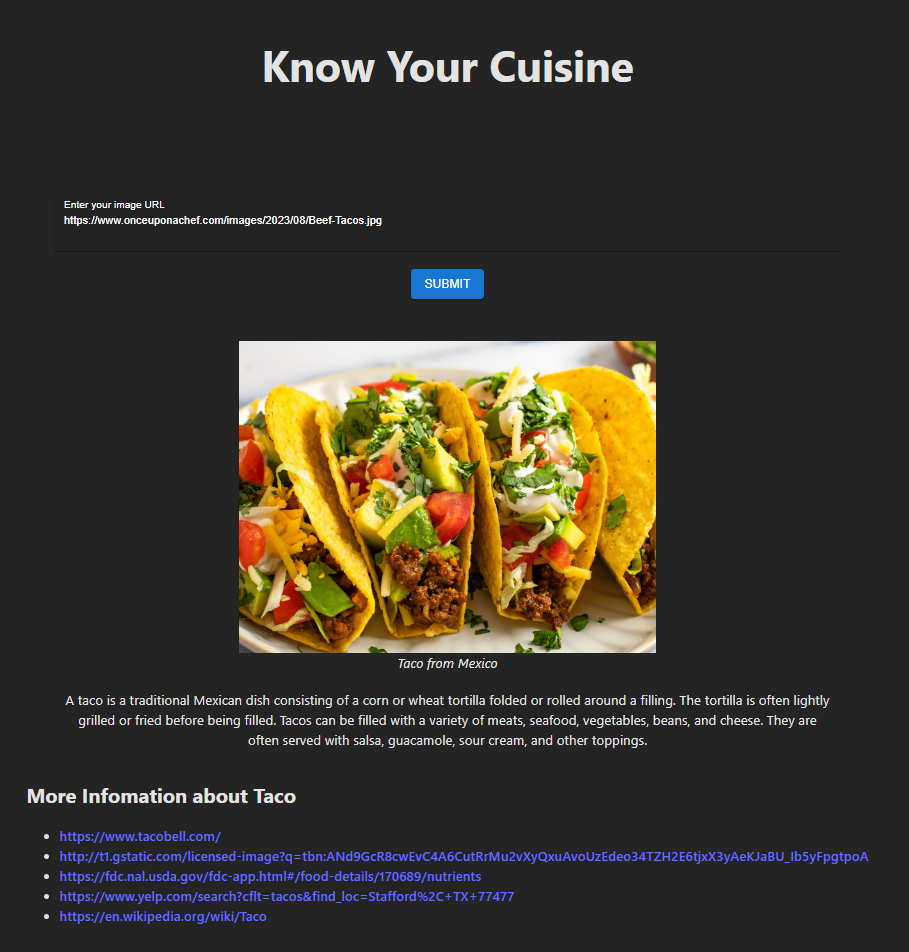 Know Your Cuisine
Enter your image URL
https://www.onceuponachef.com/images/2023/08/Beef-Tacos.jpg
SUBMIT
Taco from Mexico
A taco is a traditional Mexican dish consisting of a corn or wheat tortilla folded or rolled around a filling. The tortilla is often lightly
grilled or fried before being filled. Tacos can be filled with a variety of meats, seafood, vegetables, beans, and cheese. They are
often served with salsa, guacamole, sour cream, and other toppings.
More Infomation about Taco
https://www.tacobell.com/
http://t1.gstatic.com/licensed-image?q=tbn:ANd9GcR8cwEvC4A6CutRrMu2vXyQxuAvoUzEdeo34TZH2E6tjxX3yAeKJaBU_Ib5yFpgtpoA
https://fdc.nal.usda.gov/fdc-app.html#/food-details/170689/nutrients
https://www.yelp.com/search?cflt=tacos&find_loc=Stafford%2C+TX+77477
https://en.wikipedia.org/wiki/Taco